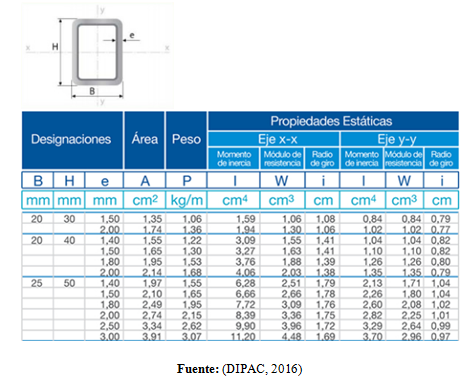 y
e
H
x
x
B
y
Propiedades Estáticas
Designaciones Área Peso Eje x-x Eje y-y
Momento de inercia Módulo de resistencia Radio de giro Momento de inercia Módulo de resistencia Radio de giro
B H e A P I W i I W i
mm mm mm cm2 kg/m cm4 cm3 cm cm4 cm3 cm
20 30 1,50 1,35 1,06 1,59 1,06 1,08 0,84 0,84 0,79
2,00 1,74 1,36 1,94 1,30 1,06 1,02 1,02 0,77
20 40 1,40 1,55 1,22 3,09 1,55 1,41 1,04 1,04 0,82
1,50 1,65 1,30 3,27 1,63 1,41 1,10 1,10 0,82
1,80 1,95 1,53 3,76 1,88 1,39 1,26 1,26 0,80
2,00 2,14 1,68 4,06 2,03 1,38 1,35 1,35 0,79
25 50 1,40 1,97 1,55 6,28 2,51 1,79 2,13 1,71 1,04
1,50 2,10 1,65 6,66 2,66 1,78 2,26 1,80 1,04
1,80 2,49 1,95 7,72 3,09 1,76 2,60 2,08 1,02
2,00 2,74 2,15 8,39 3,36 1,75 2,82 2,25 1,01
2,50 3,34 2,62 9,90 3,96 1,72 3,29 2,64 0,99
3,00 3,91 3,07 11,20 4,48 1,69 3,70 2,96 0,97
Fuente: (DIPAC, 2016)